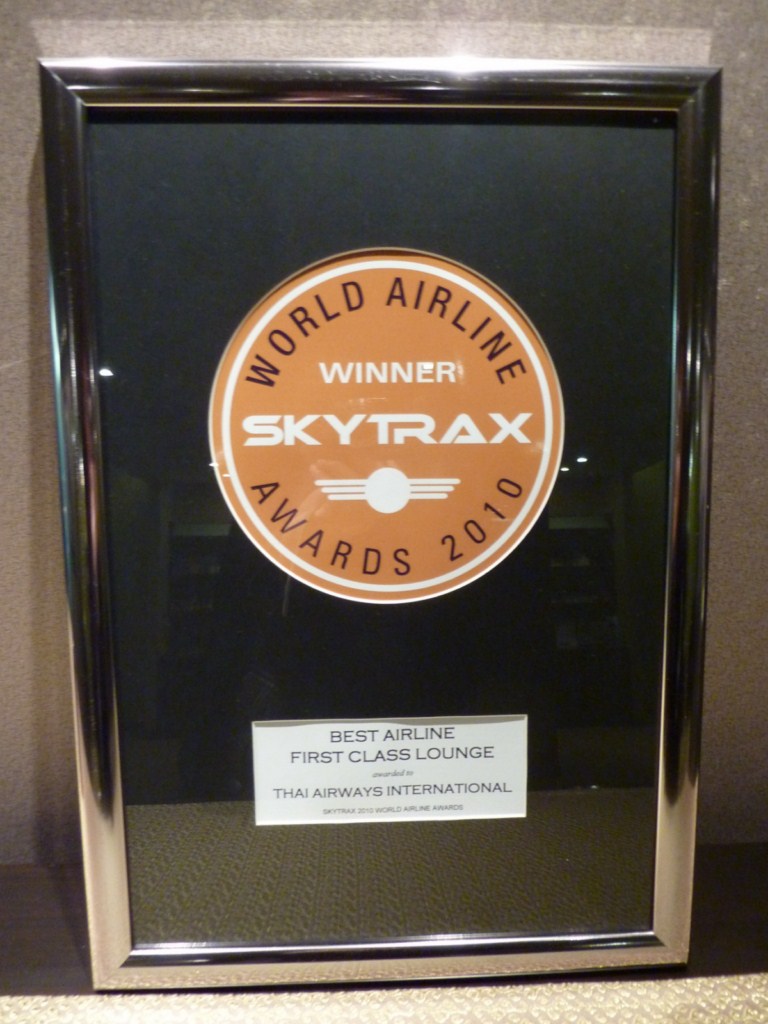 WORLD AIRLINE
WINNER
SKYTRAX
AWARDS 2010
BEST AIRLINE
FIRST CLASS LOUNGE
awarded to
THAI AIRWAYS INTERNATIONAL
SKYTRAX 2010 WORLD AIRLINE AWARDS